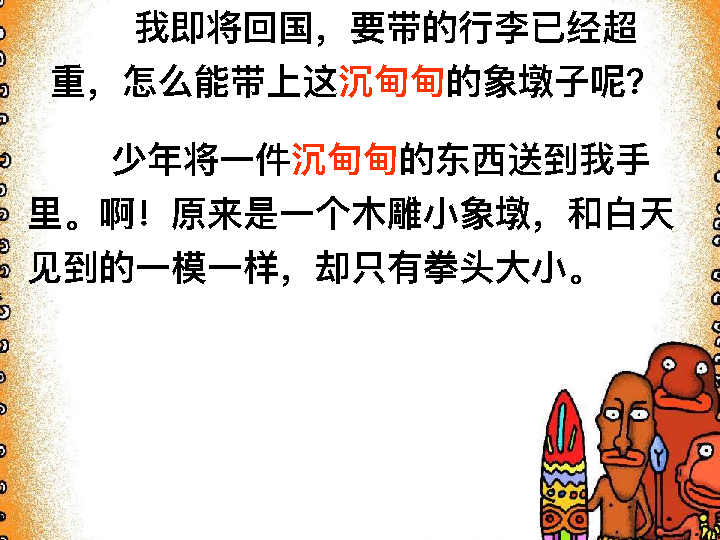 我即将回国，要带的行李已经超
重，怎么能带上这沉甸甸的象墩子呢？
少年将一件沉甸甸的东西送到我手
里。啊！原来是一个木雕小象墩，和白天
见到的一模一样，却只有拳头大小。